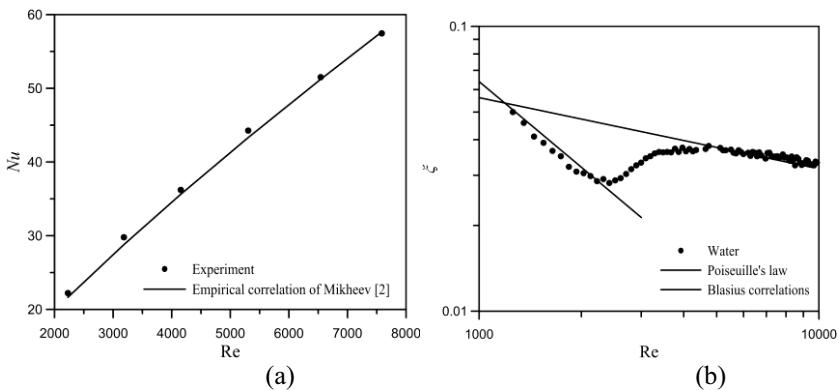 60
50
40
30
20
Nu
2000 3000 4000 5000 6000 7000 8000
Re
Experiment
Empirical correlation of Mikheev [2]
(a)
0.1
0.01
ξ
1000 10000
Re
Water
Poiseuille's law
Blasius correlations
(b)